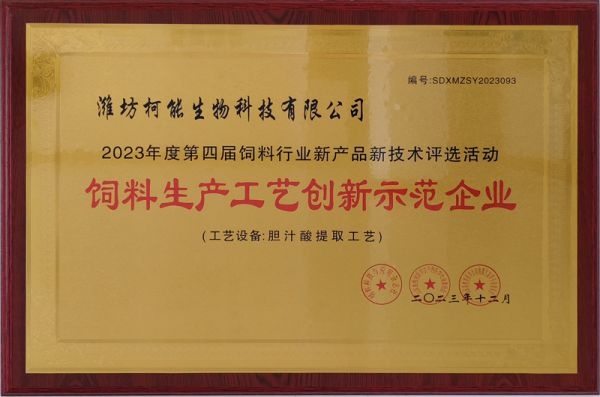 编号:SDXMZSY2023093
潍坊柯能生物科技有限公司
2023年度第四届饲料行业新产品新技术评选活动
饲料生产工艺创新示范企业
(工艺设备:胆汁酸提取工艺)
二〇二三年十二月